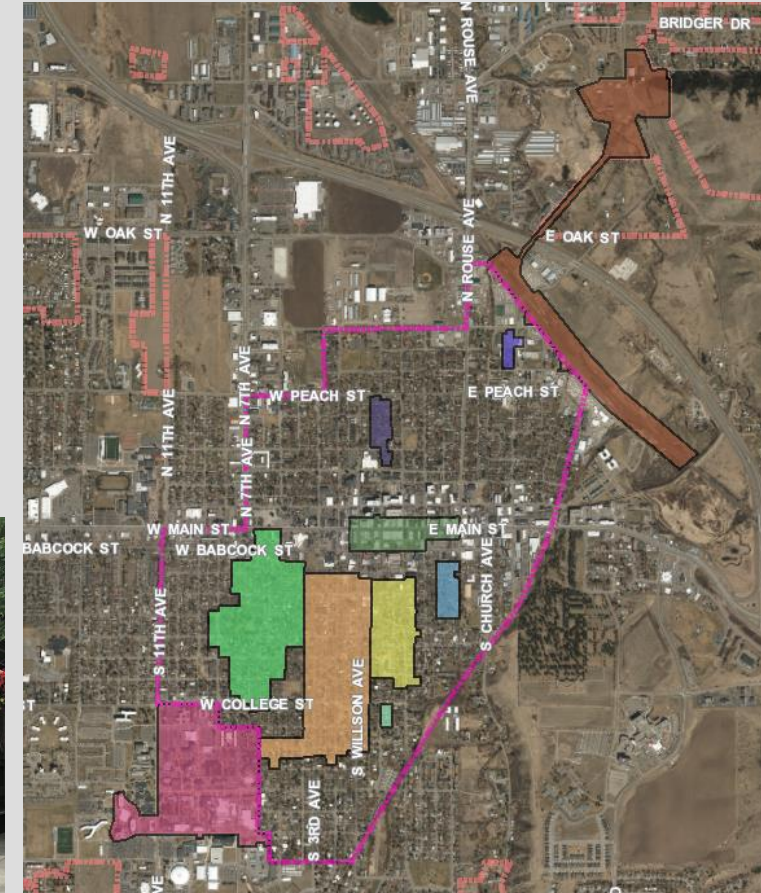 N ROUSE AVE
BRIDGER DR
N 11TH AVE
W OAK ST
E OAK ST
N ROUSE AVE
N 7TH AVE
W PEACH ST
E PEACH ST
N 11TH AVE
N 7TH AVE
W MAIN ST
E MAIN ST
BABCOCK ST
W BABCOCK ST
S 11TH AVE
S CHURCH AVE
W COLLEGE ST
S WILLSON AVE
S 3RD AVE